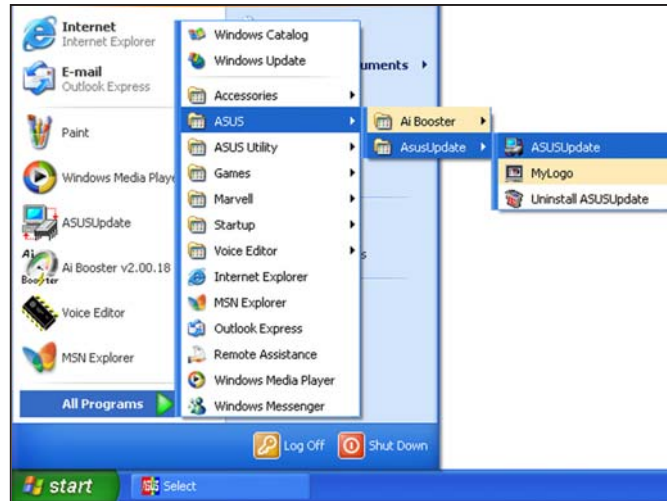 Internet
Internet Explorer
E-mail
Outlook Express
Paint
Windows Media Playe
ASUSUpdate
Ai Booster v2.00.18
Voice Editor
MSN Explorer
All Programs
Windows Catalog
Windows Update
Accessories
ASUS
ASUS Utility
Games
Marvell
Startup
Voice Editor
Internet Explorer
MSN Explorer
Outlook Express
Remote Assistance
Windows Media Player
Windows Messenger
uments
s
Ai Booster
AsusUpdate
ASUSUpdate
MyLogo
Uninstall ASUSUpdate
Log Off
Shut Down
start
Select